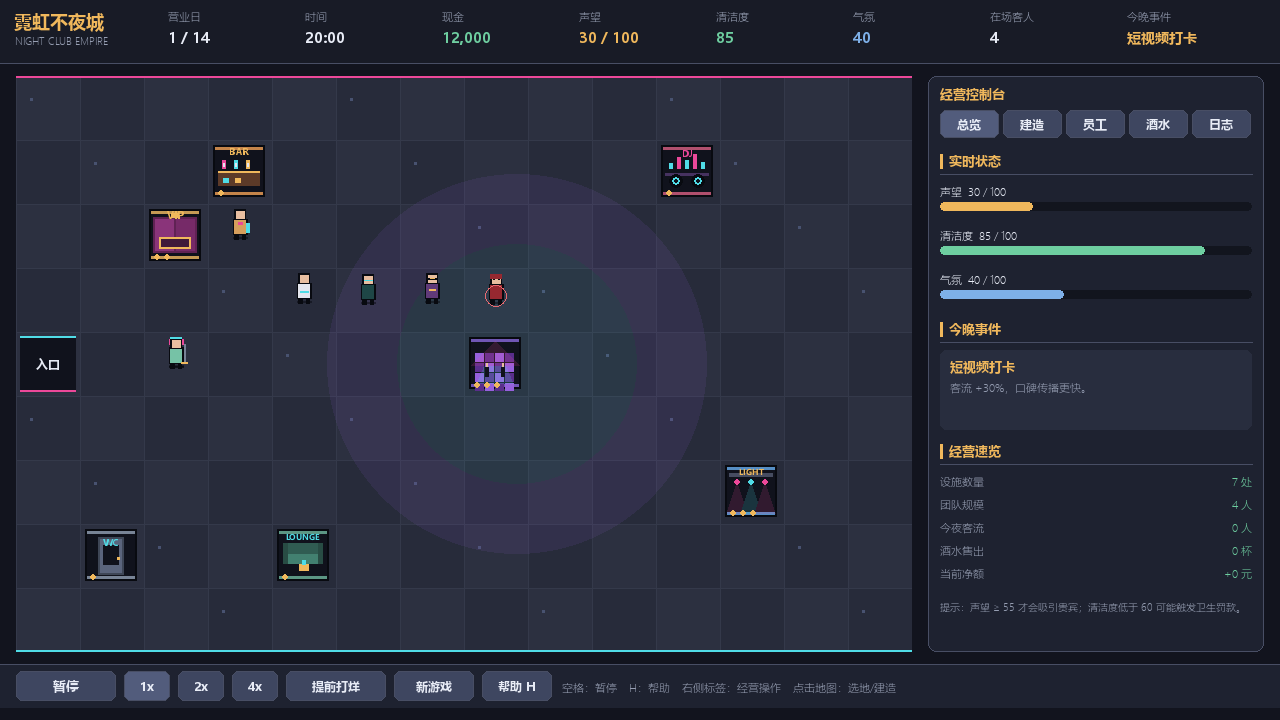 霓虹不夜城
NIGHT CLUB EMPIRE
营业日
1 / 14
时间
20:00
现金
12,000
声望
30 / 100
清洁度
85
气氛
40
在场客人
4
今晚事件
短视频打卡
BAR
DJ
VIP
入口
LIGHT
WC
LOUNGE
经营控制台
总览
建造
员工
酒水
日志
实时状态
声望 30 / 100
清洁度 85 / 100
气氛 40 / 100
今晚事件
短视频打卡
客流 +30%，口碑传播更快。
经营速览
设施数量 7 处
团队规模 4 人
今夜客流 0 人
酒水售出 0 杯
当前净额 +0 元
提示：声望 ≥ 55 才会吸引贵宾；清洁度低于 60 可能触发卫生罚款。
暂停
1x
2x
4x
提前打烊
新游戏
帮助 H
空格：暂停 H：帮助 右侧标签：经营操作 点击地图：选地/建造